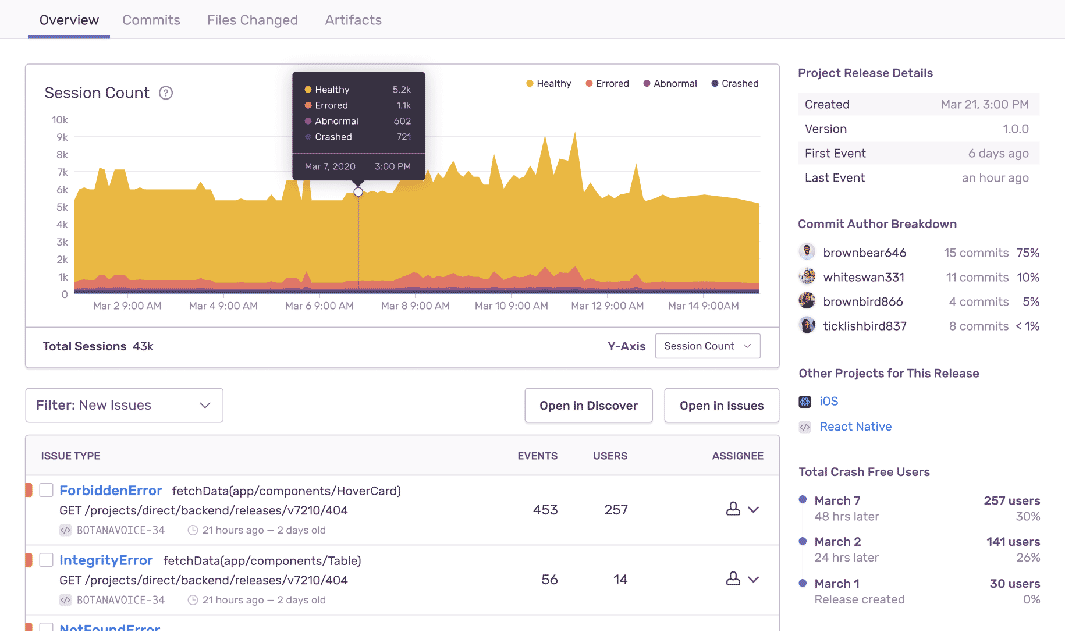 Overview Commits Files Changed Artifacts
Session Count ?
Healthy Errored Abnormal Crashed
Healthy 5.2k
Errored 1.1k
Abnormal 602
Crashed 721
Mar 7, 2020 3:00 PM
10k
9k
8k
7k
6k
5k
4k
3k
2k
1k
0
Mar 2 9:00 AM Mar 4 9:00 AM Mar 6 9:00 AM Mar 8 9:00 AM Mar 10 9:00 AM Mar 12 9:00 AM Mar 14 9:00AM
Total Sessions 43k
Y-Axis Session Count
Filter: New Issues
Open in Discover Open in Issues
ISSUE TYPE EVENTS USERS ASSIGNEE
ForbiddenError fetchData(app/components/HoverCard)
GET /projects/direct/backend/releases/v7210/404
453 257
BOTANAVOICE-34 21 hours ago — 2 days old
IntegrityError fetchData(app/components/Table)
GET /projects/direct/backend/releases/v7210/404
56 14
BOTANAVOICE-34 21 hours ago — 2 days old
NotFoundError
Project Release Details
Created Mar 21, 3:00 PM
Version 1.0.0
First Event 6 days ago
Last Event an hour ago
Commit Author Breakdown
brownbear646 15 commits 75%
whiteswan331 11 commits 10%
brownbird866 4 commits 5%
ticklishbird837 8 commits < 1%
Other Projects for This Release
iOS
React Native
Total Crash Free Users
March 7 257 users
48 hrs later 30%
March 2 141 users
24 hrs later 26%
March 1 30 users
Release created 0%